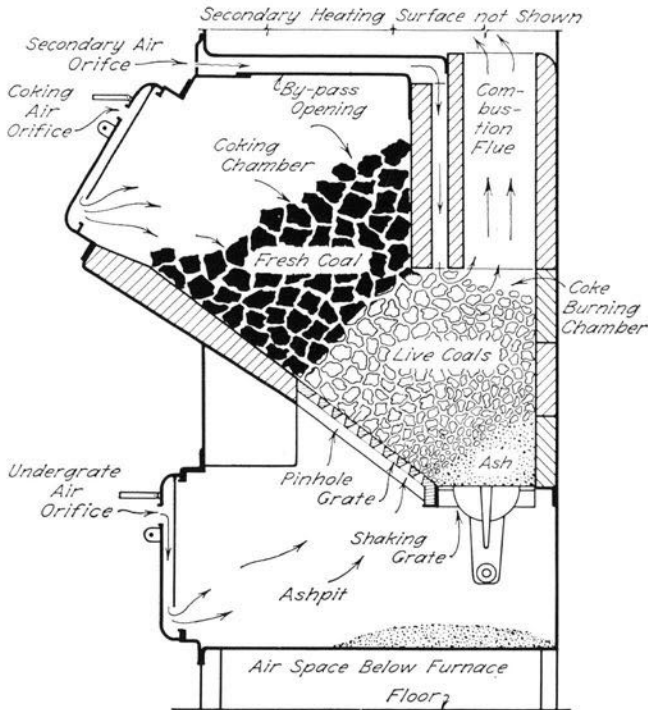 Secondary Heating Surface not Shown
Secondary Air
Orifce
Coking
Air
Orifice
By-pass
Opening
Coking
Chamber
Com-
bus-
tion
Flue
Fresh Coal
Coke
Burning
Chamber
Live Coals
Undergrate
Air
Orifice
Pinhole
Grate
Ash
Shaking
Grate
Ashpit
Air Space Below Furnace
Floor